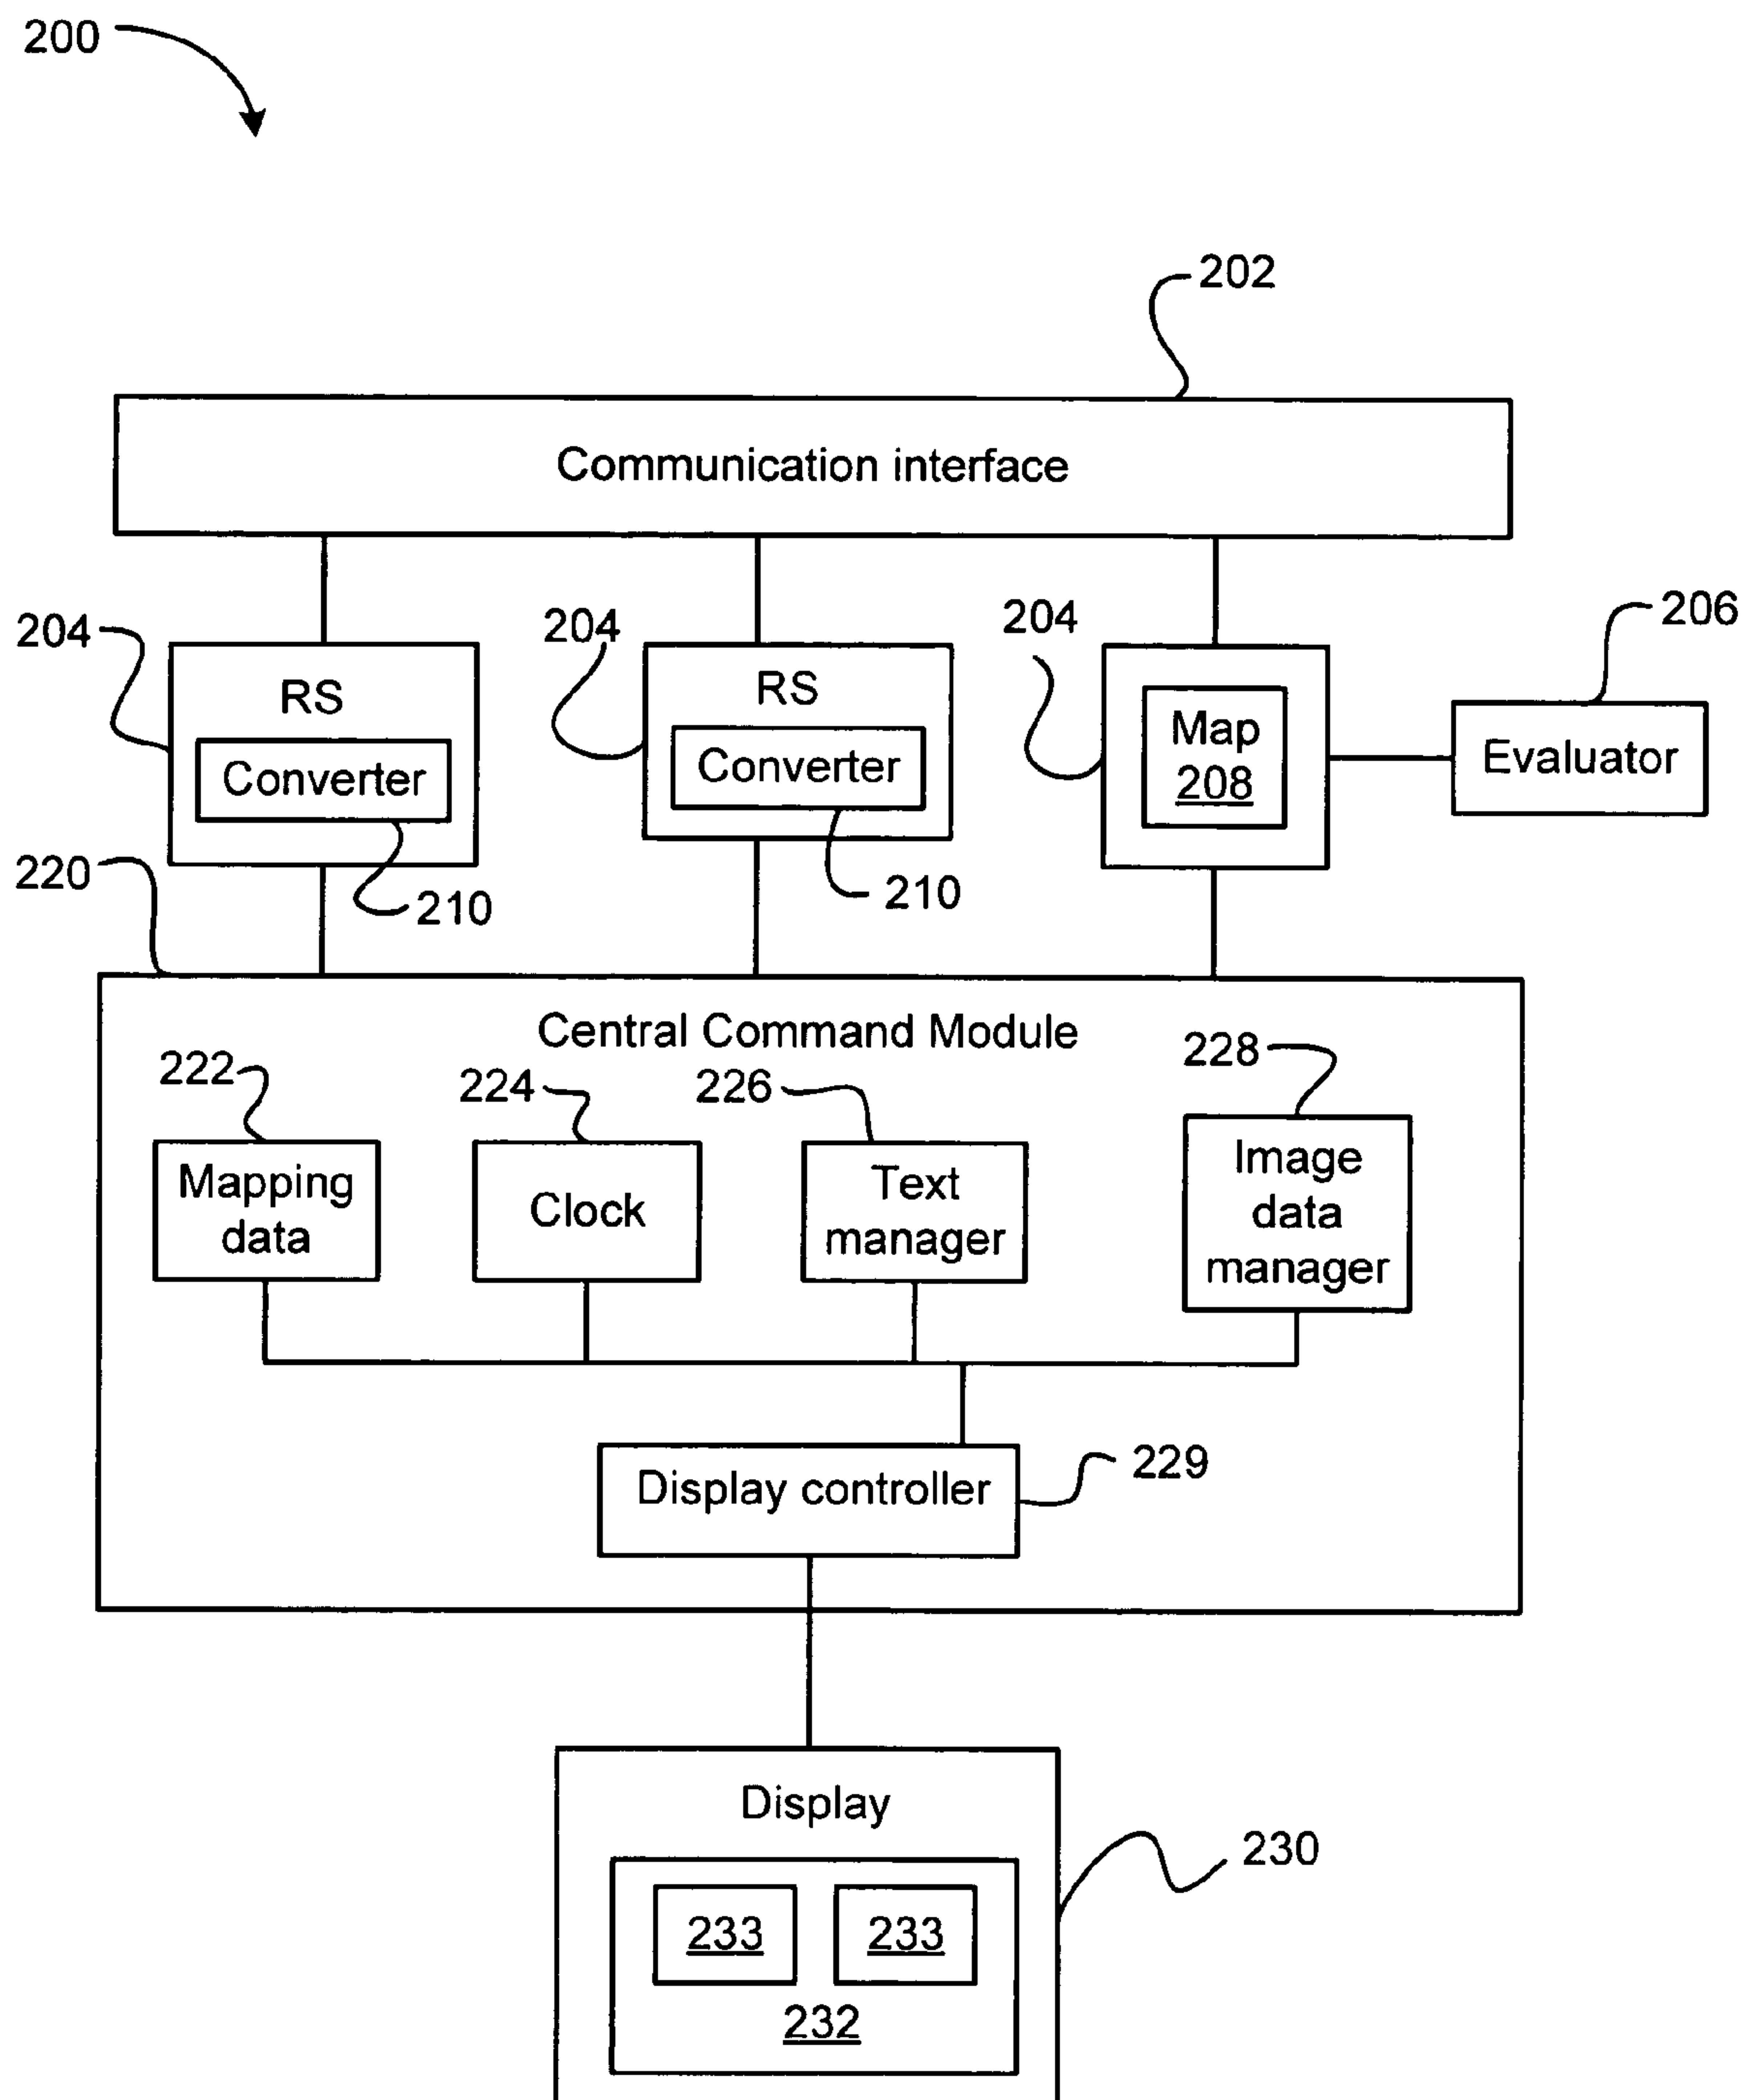 200
202
Communication interface
204
204
204
206
RS
Converter
RS
Converter
Map
208
Evaluator
210
210
220
Central Command Module
222
224
226
228
Mapping
data
Clock
Text
manager
Image
data
manager
Display controller
229
Display
230
233
233
232